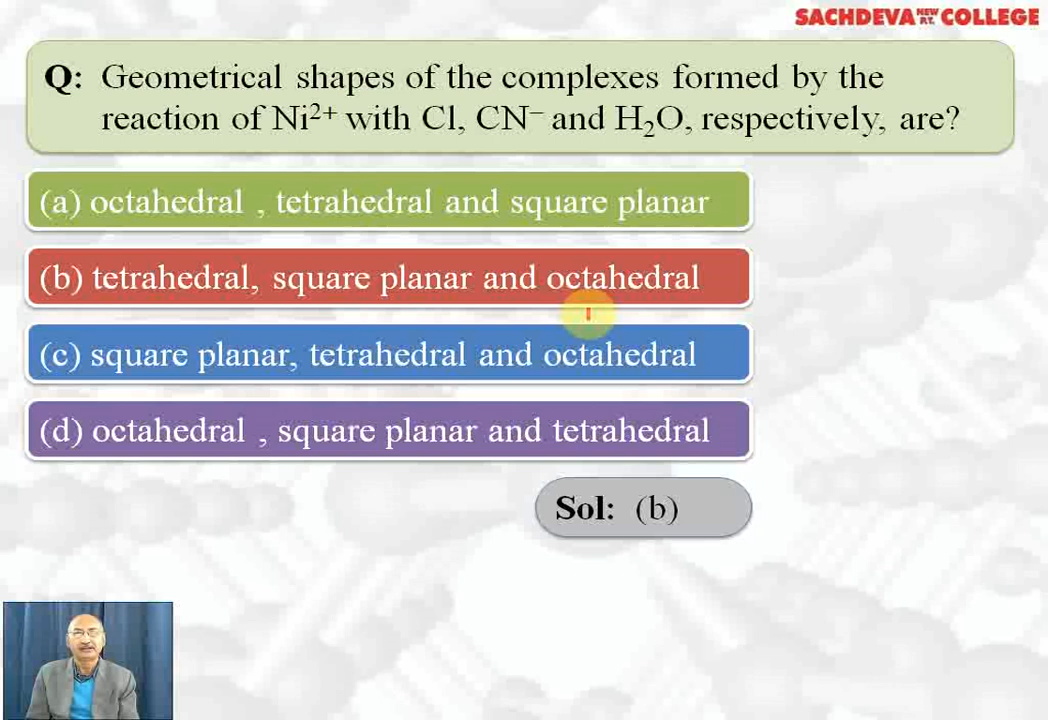 SACHDEVA NEW P.T. COLLEGE
Q: Geometrical shapes of the complexes formed by the
reaction of Ni²⁺ with Cl, CN⁻ and H₂O, respectively, are?
(a) octahedral , tetrahedral and square planar
(b) tetrahedral, square planar and octahedral
(c) square planar, tetrahedral and octahedral
(d) octahedral , square planar and tetrahedral
Sol: (b)